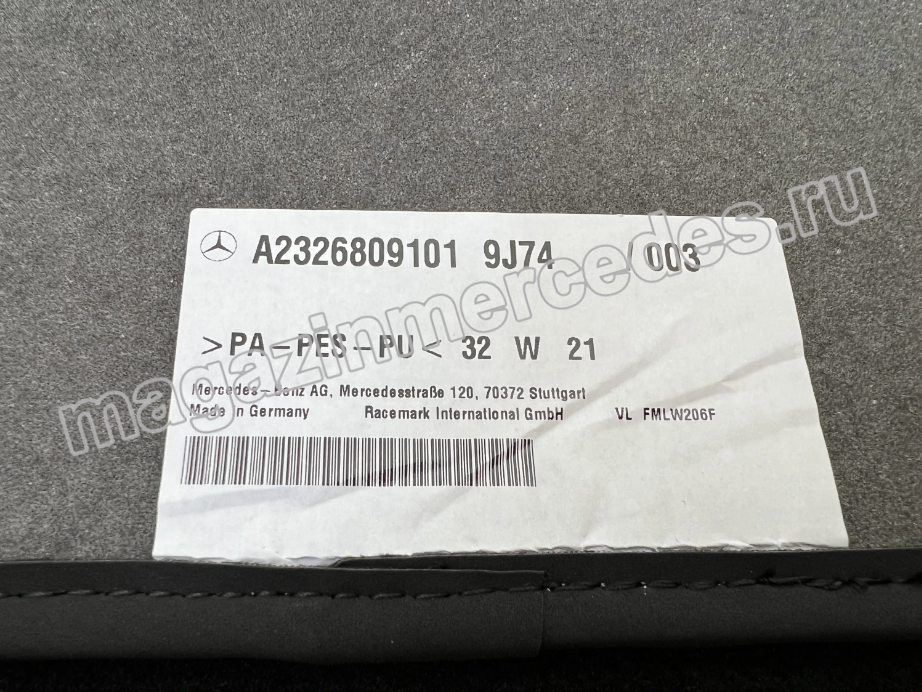 A2326809101 9J74 /003
>PA-PES-PU< 32 W 21
Mercedes-Benz AG, Mercedesstraße 120, 70372 Stuttgart
Made in Germany Racemark International GmbH VL FMLW206F
magazinmercedes.ru